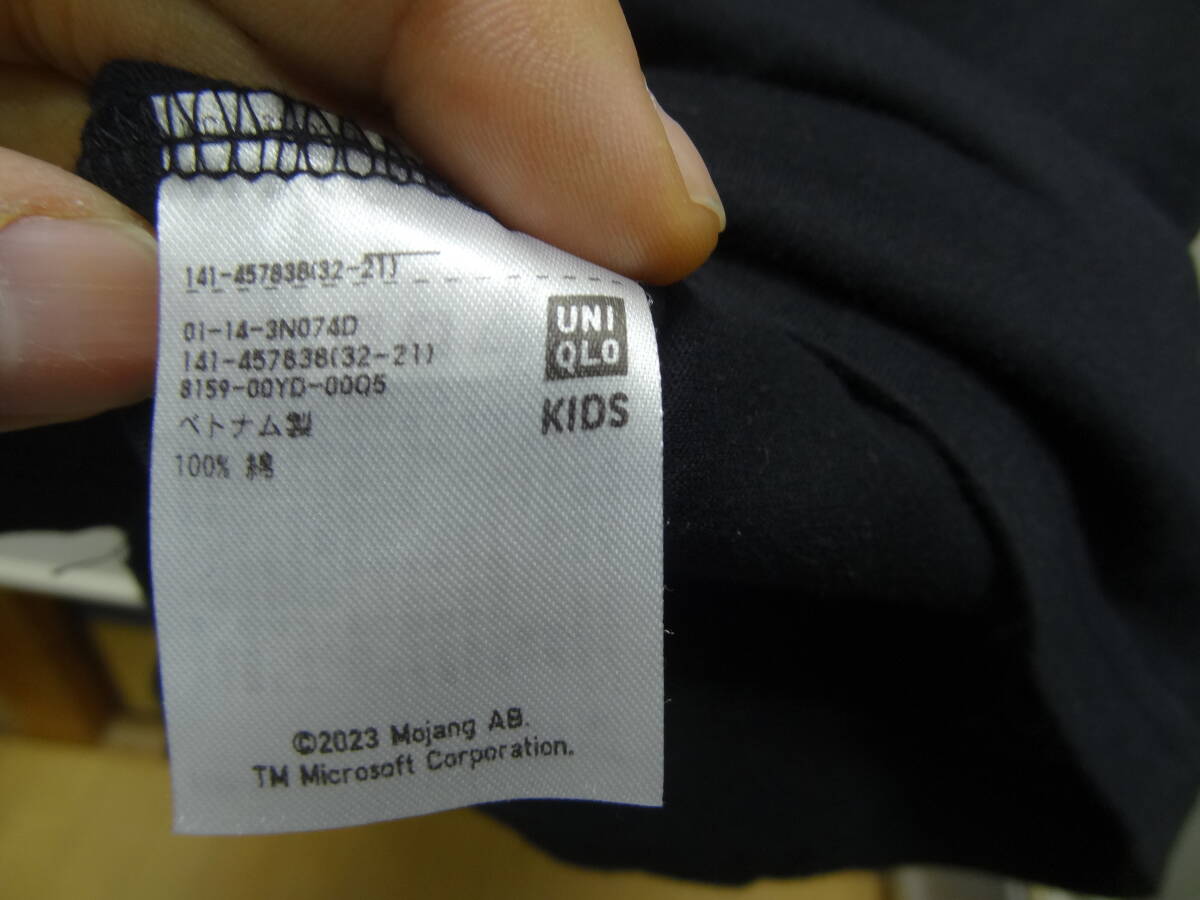 141-457838(32-21)
01-14-3N074D
141-457838(32-21)
8159-00YD-00Q5
ベトナム製
100% 綿
UNI
QLO
KIDS
©2023 Mojang AB.
TM Microsoft Corporation.